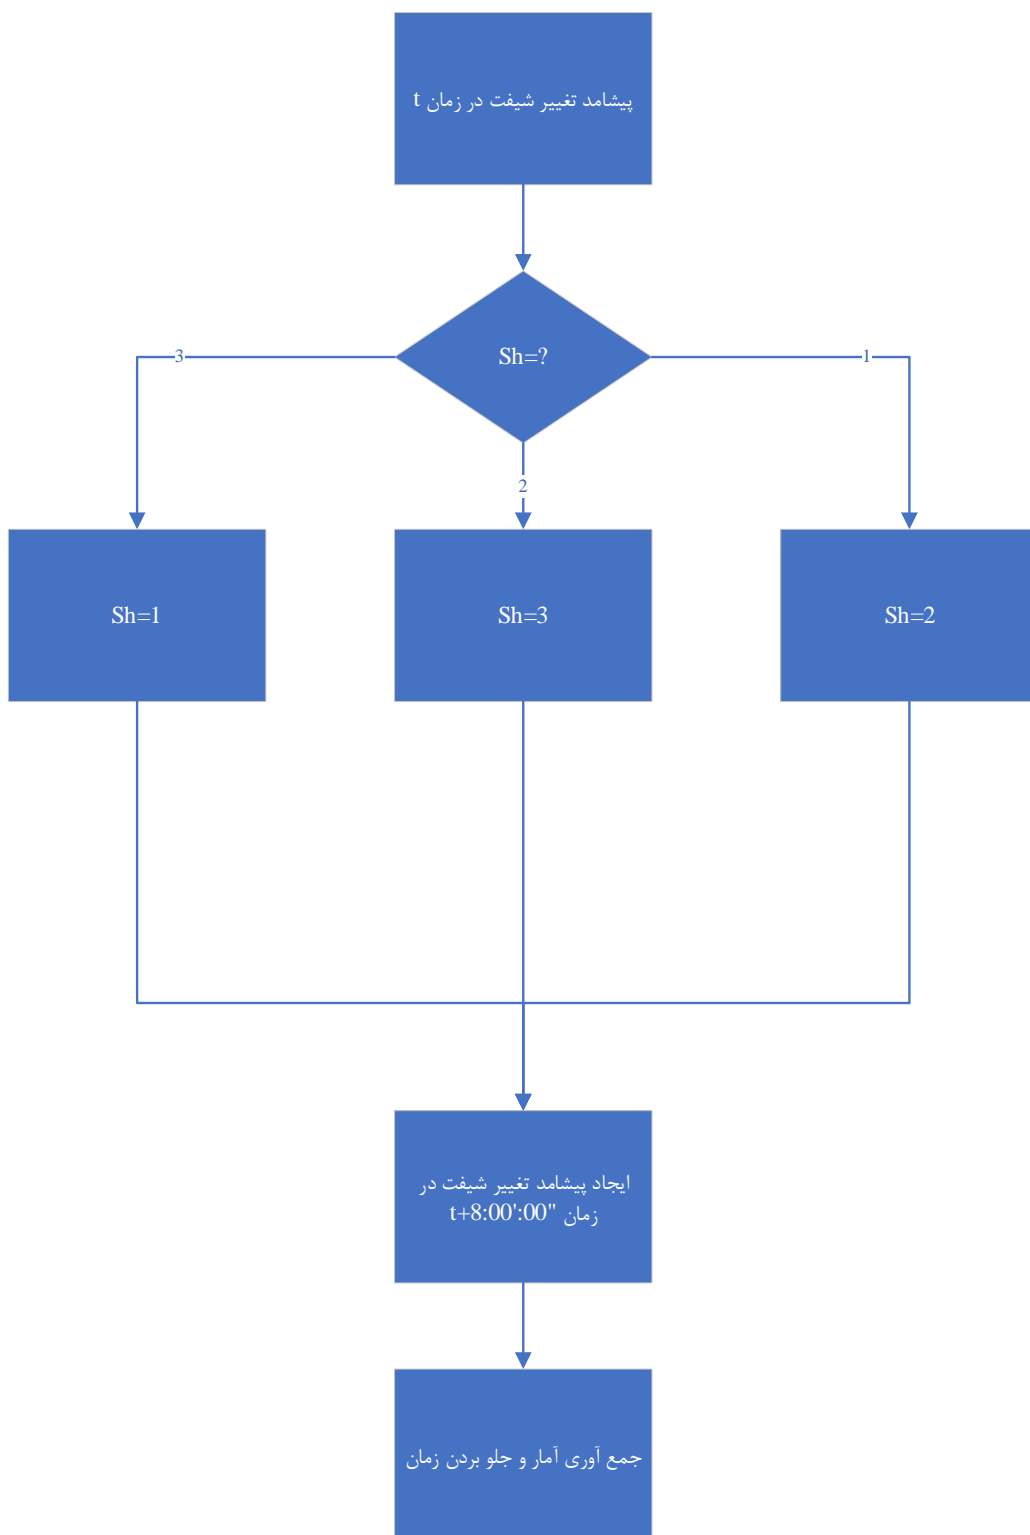 پیشامد تغییر شیفت در زمان t
Sh=?
3
1
2
Sh=1
Sh=3
Sh=2
ایجاد پیشامد تغییر شیفت در
زمان t+8:00':00"
جمع آوری آمار و جلو بردن زمان